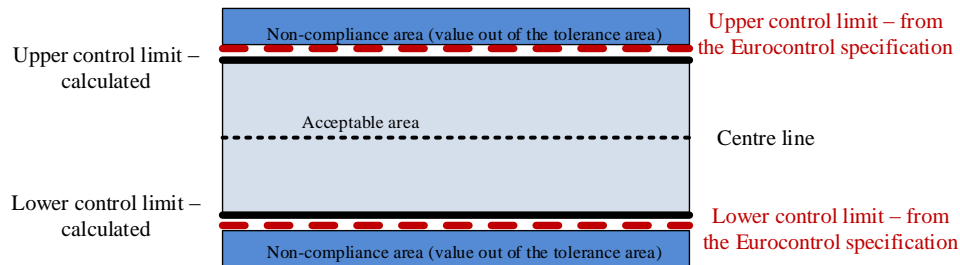 Non-compliance area (value out of the tolerance area)
Upper control limit – from
the Eurocontrol specification
Upper control limit –
calculated
Acceptable area
Centre line
Lower control limit –
calculated
Lower control limit – from
the Eurocontrol specification
Non-compliance area (value out of the tolerance area)